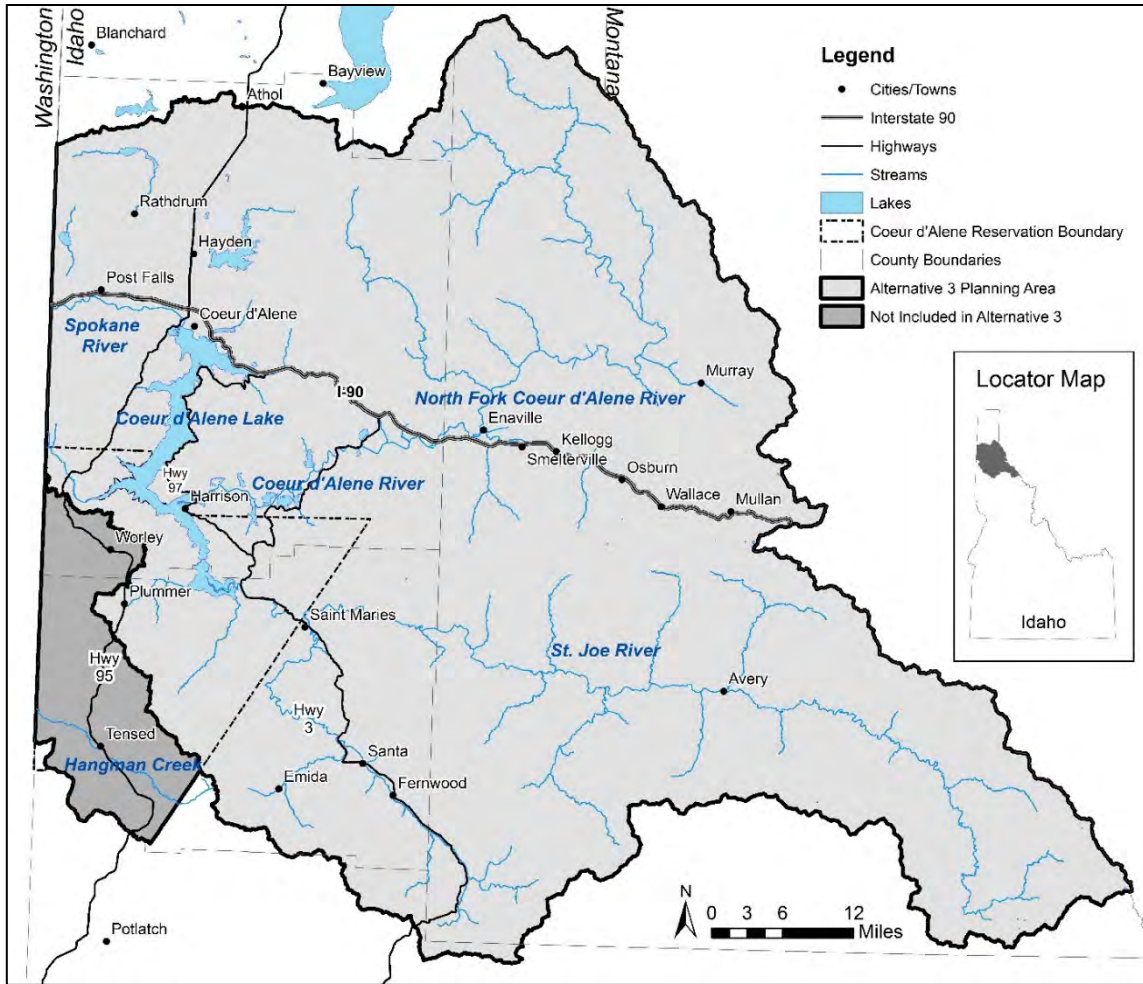 Washington
Idaho
Montana
Blanchard
Bayview
Athol
Rathdrum
Hayden
Post Falls
Coeur d'Alene
Spokane
River
I-90
Murray
North Fork Coeur d'Alene River
Coeur d'Alene Lake
Enaville
Kellogg
Smelterville
Osburn
Hwy
97
Coeur d'Alene River
Harrison
Wallace
Mullan
Worley
Plummer
Saint Maries
St. Joe River
Hwy
95
Avery
Hwy
3
Tensed
Hangman Creek
Santa
Emida
Fernwood
Potlatch
Legend
Cities/Towns
Interstate 90
Highways
Streams
Lakes
Coeur d'Alene Reservation Boundary
County Boundaries
Alternative 3 Planning Area
Not Included in Alternative 3
Locator Map
Idaho
N
0 3 6 12
Miles